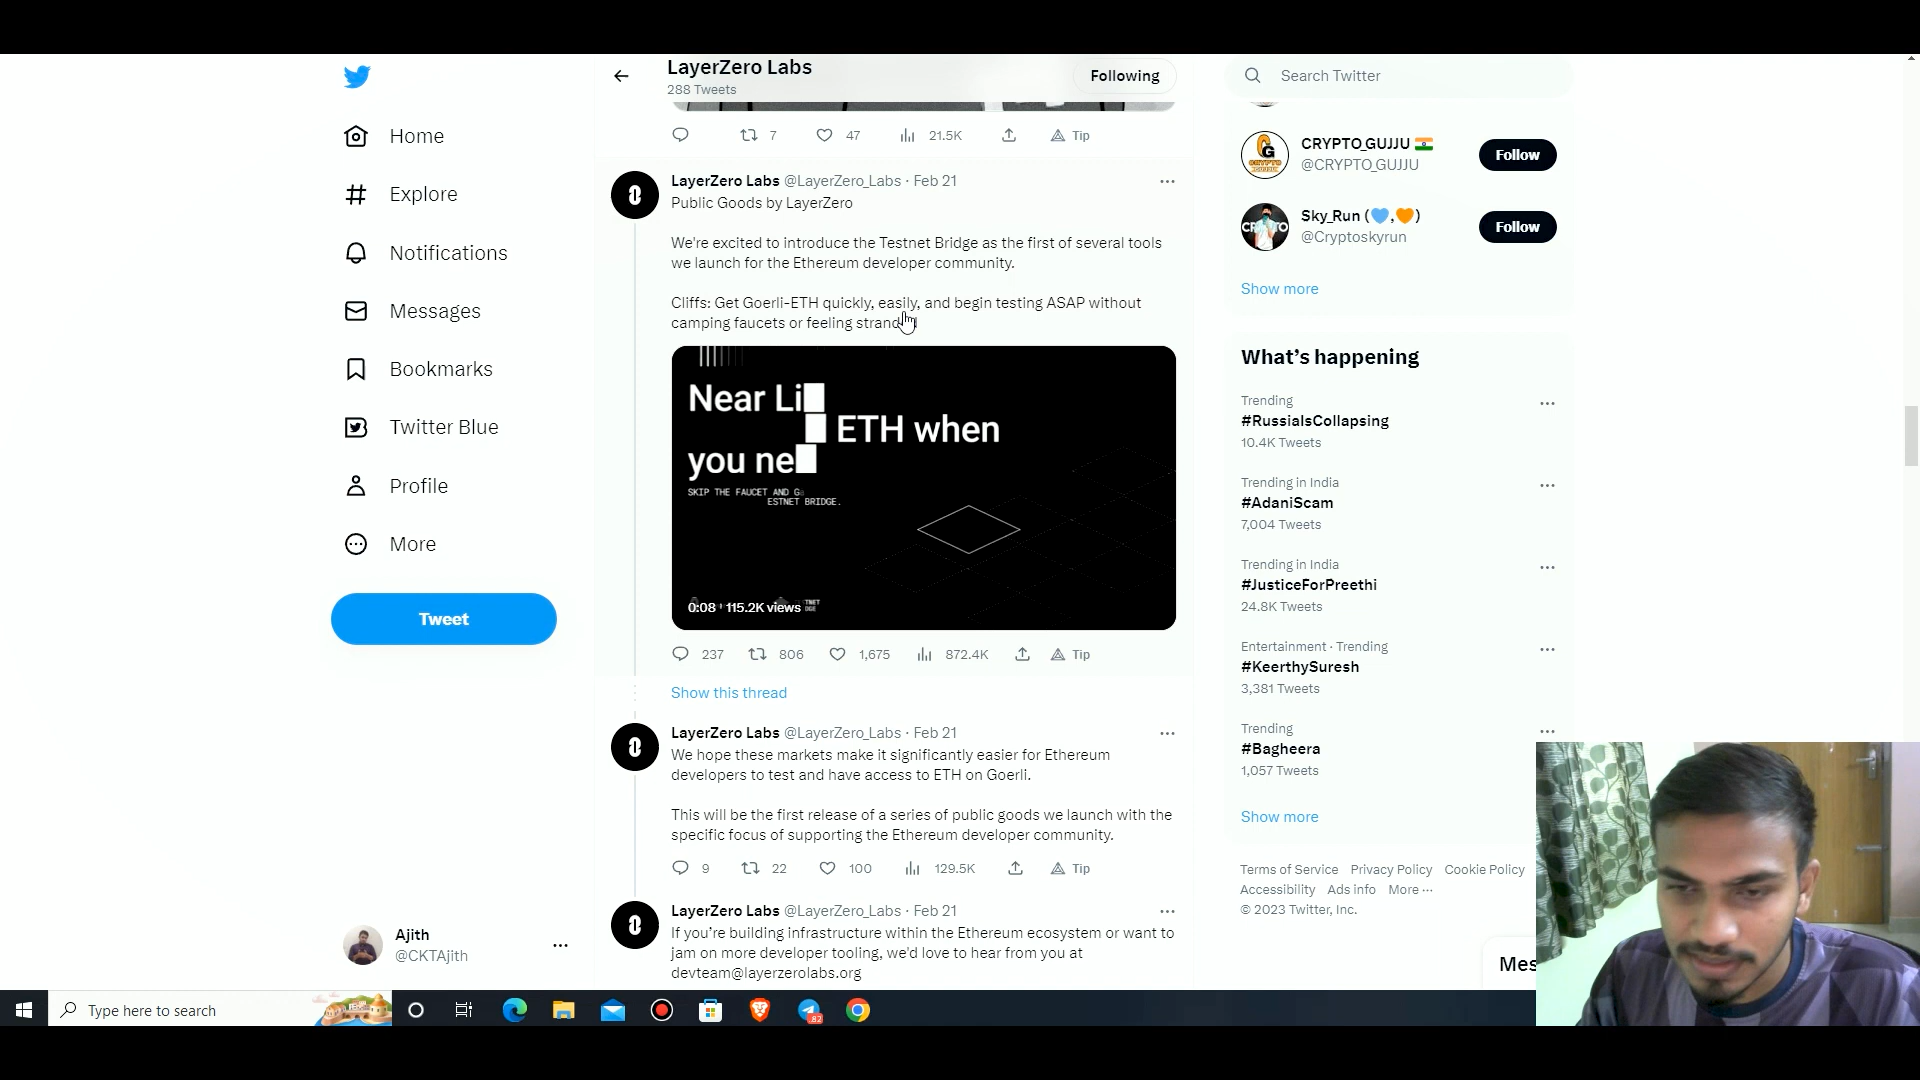 LayerZero Labs
288 Tweets
Following
Search Twitter
Home
Explore
Notifications
Messages
Bookmarks
Twitter Blue
Profile
More
Tweet
Ajith
@CKTAjith
7
47
21.5K
Tip
LayerZero Labs @LayerZero_Labs · Feb 21
Public Goods by LayerZero
We're excited to introduce the Testnet Bridge as the first of several tools
we launch for the Ethereum developer community.
Cliffs: Get Goerli-ETH quickly, easily, and begin testing ASAP without
camping faucets or feeling
Near Li
ETH when
you ne
SKIP THE FAUCET AND G
ESTNET BRIDGE.
0:08 115.2K views
237
806
1,675
872.4K
Tip
Show this thread
LayerZero Labs @LayerZero_Labs · Feb 21
We hope these markets make it significantly easier for Ethereum
developers to test and have access to ETH on Goerli.
This will be the first release of a series of public goods we launch with the
specific focus of supporting the Ethereum developer community.
9
22
100
129.5K
Tip
LayerZero Labs @LayerZero_Labs · Feb 21
If you're building infrastructure within the Ethereum ecosystem or want to
jam on more developer tooling, we'd love to hear from you at
devteam@layerzerolabs.org
CRYPTO_GUJJU
@CRYPTO_GUJJU
Follow
Sky_Run (🩵,🧡)
@Cryptoskyrun
Follow
Show more
What's happening
Trending
#RussiaIsCollapsing
10.4K Tweets
Trending in India
#AdaniScam
7,004 Tweets
Trending in India
#JusticeForPreethi
24.8K Tweets
Entertainment · Trending
#KeerthySuresh
3,381 Tweets
Trending
#Bagheera
1,057 Tweets
Show more
Terms of Service Privacy Policy Cookie Policy
Accessibility Ads info More ···
© 2023 Twitter, Inc.
Type here to search
82